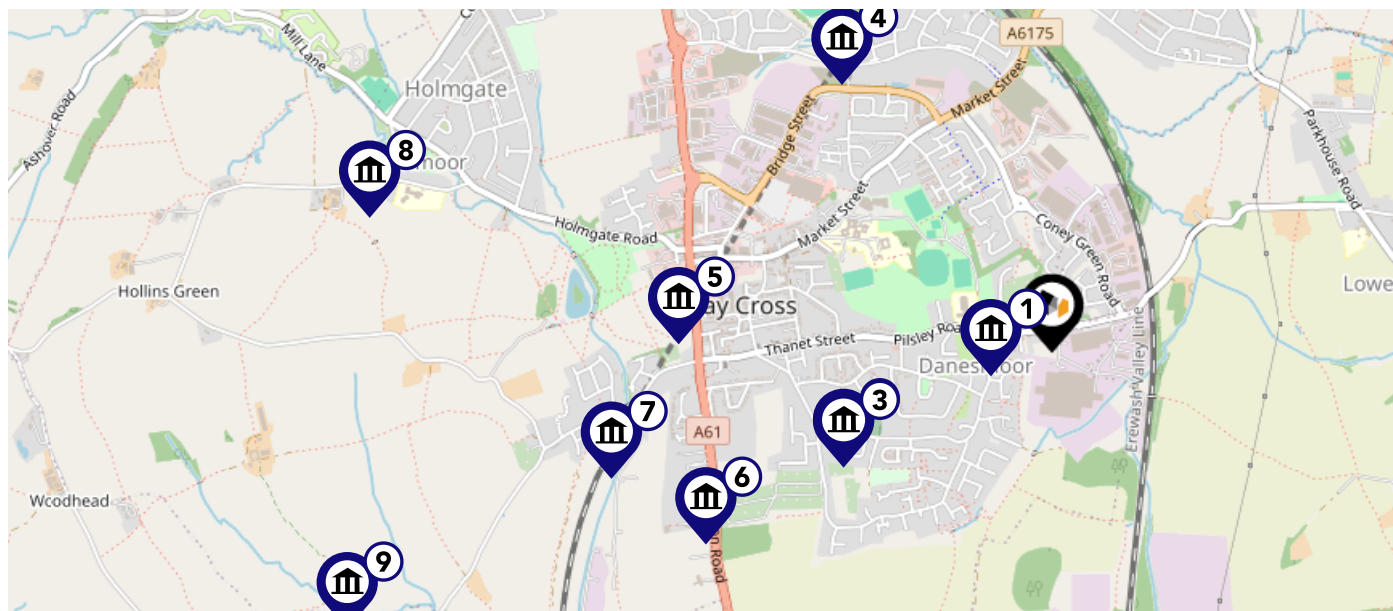 4
A6175
Mill Lane
Holmgate
Market Street
Ashover Road
Bridge Street
Parkhouse Road
8
moor
Market Street
Holmgate Road
Coney Green Road
5
Hollins Green
Lowe
ay Cross
1
Thanet Street
Pilsley Roa
Danesmoor
Erewash Valley Line
3
7
A61
6
Woodhead
n Road
9